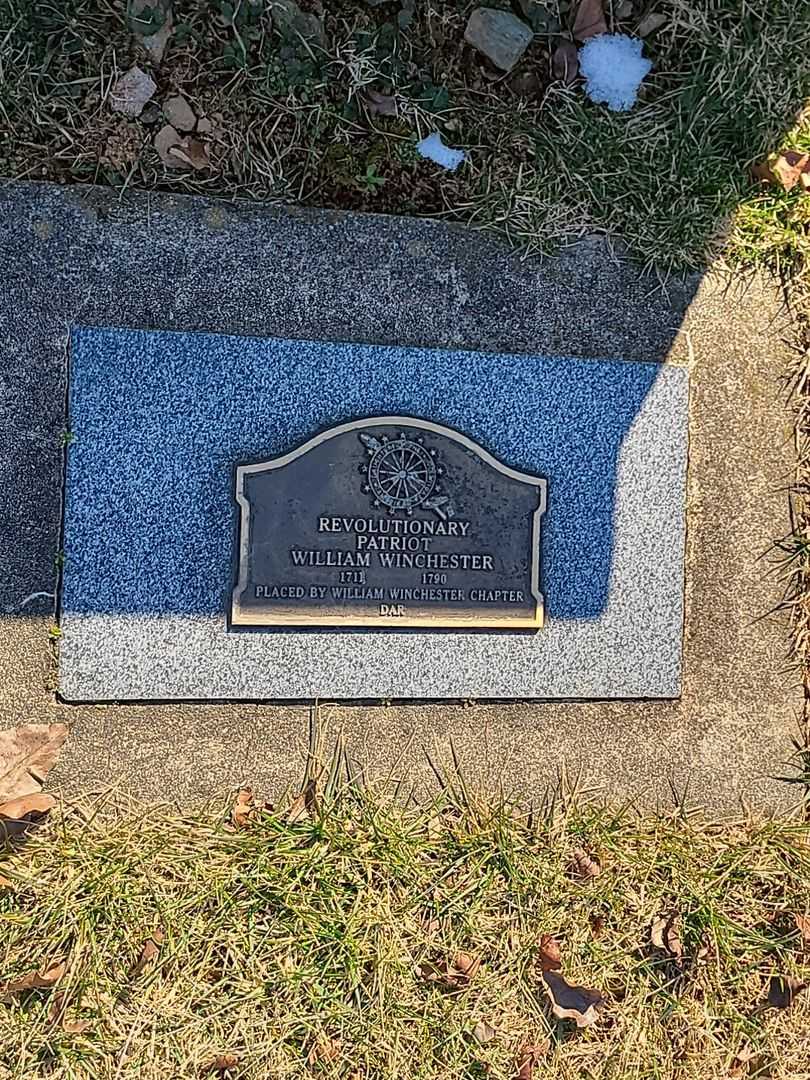 REVOLUTIONARY
PATRIOT
WILLIAM WINCHESTER
1711 1790
PLACED BY WILLIAM WINCHESTER CHAPTER
DAR